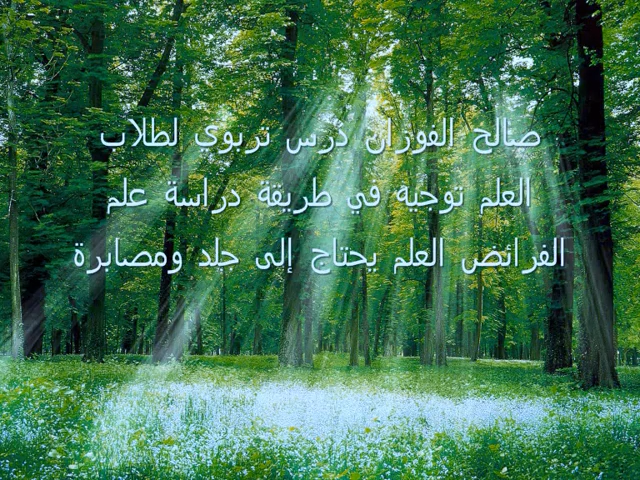 صالح الفوزان درس تربوي لطلاب
العلم توجيه في طريقة دراسة علم
الفرائض العلم يحتاج إلى جلد ومصابرة